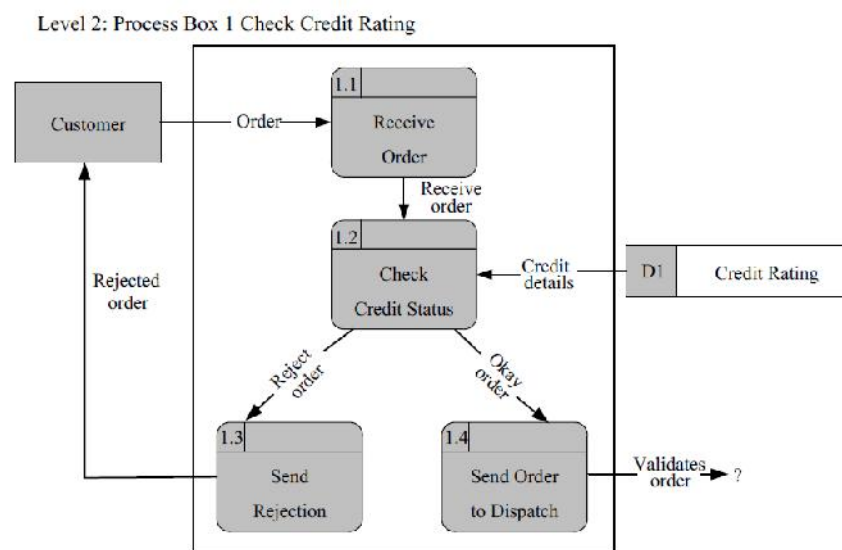 Level 2: Process Box 1 Check Credit Rating
1.1
Customer
Order
Receive
Order
Receive
order
1.2
Check
Credit Status
Credit
details
D1
Credit Rating
Rejected
order
Reject
order
Okay
order
1.3
Send
Rejection
1.4
Send Order
to Dispatch
Validates
order
?